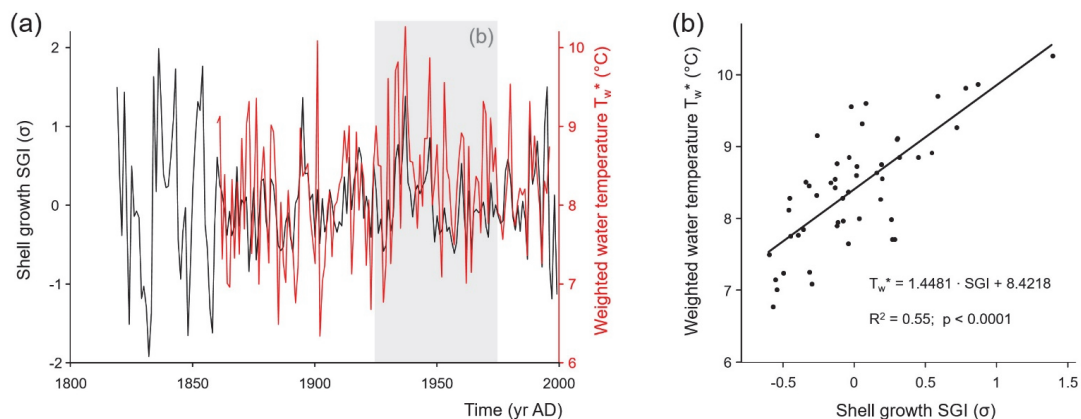 (a)
(b)
2
1
0
-1
-2
Shell growth SGI (σ)
10
9
8
7
6
Weighted water temperature Tw* (°C)
1800
1850
1900
1950
2000
Time (yr AD)
(b)
10
9
8
7
6
Weighted water temperature Tw* (°C)
Tw* = 1.4481 · SGI + 8.4218
R² = 0.55; p < 0.0001
-0.5
0
0.5
1
1.5
Shell growth SGI (σ)